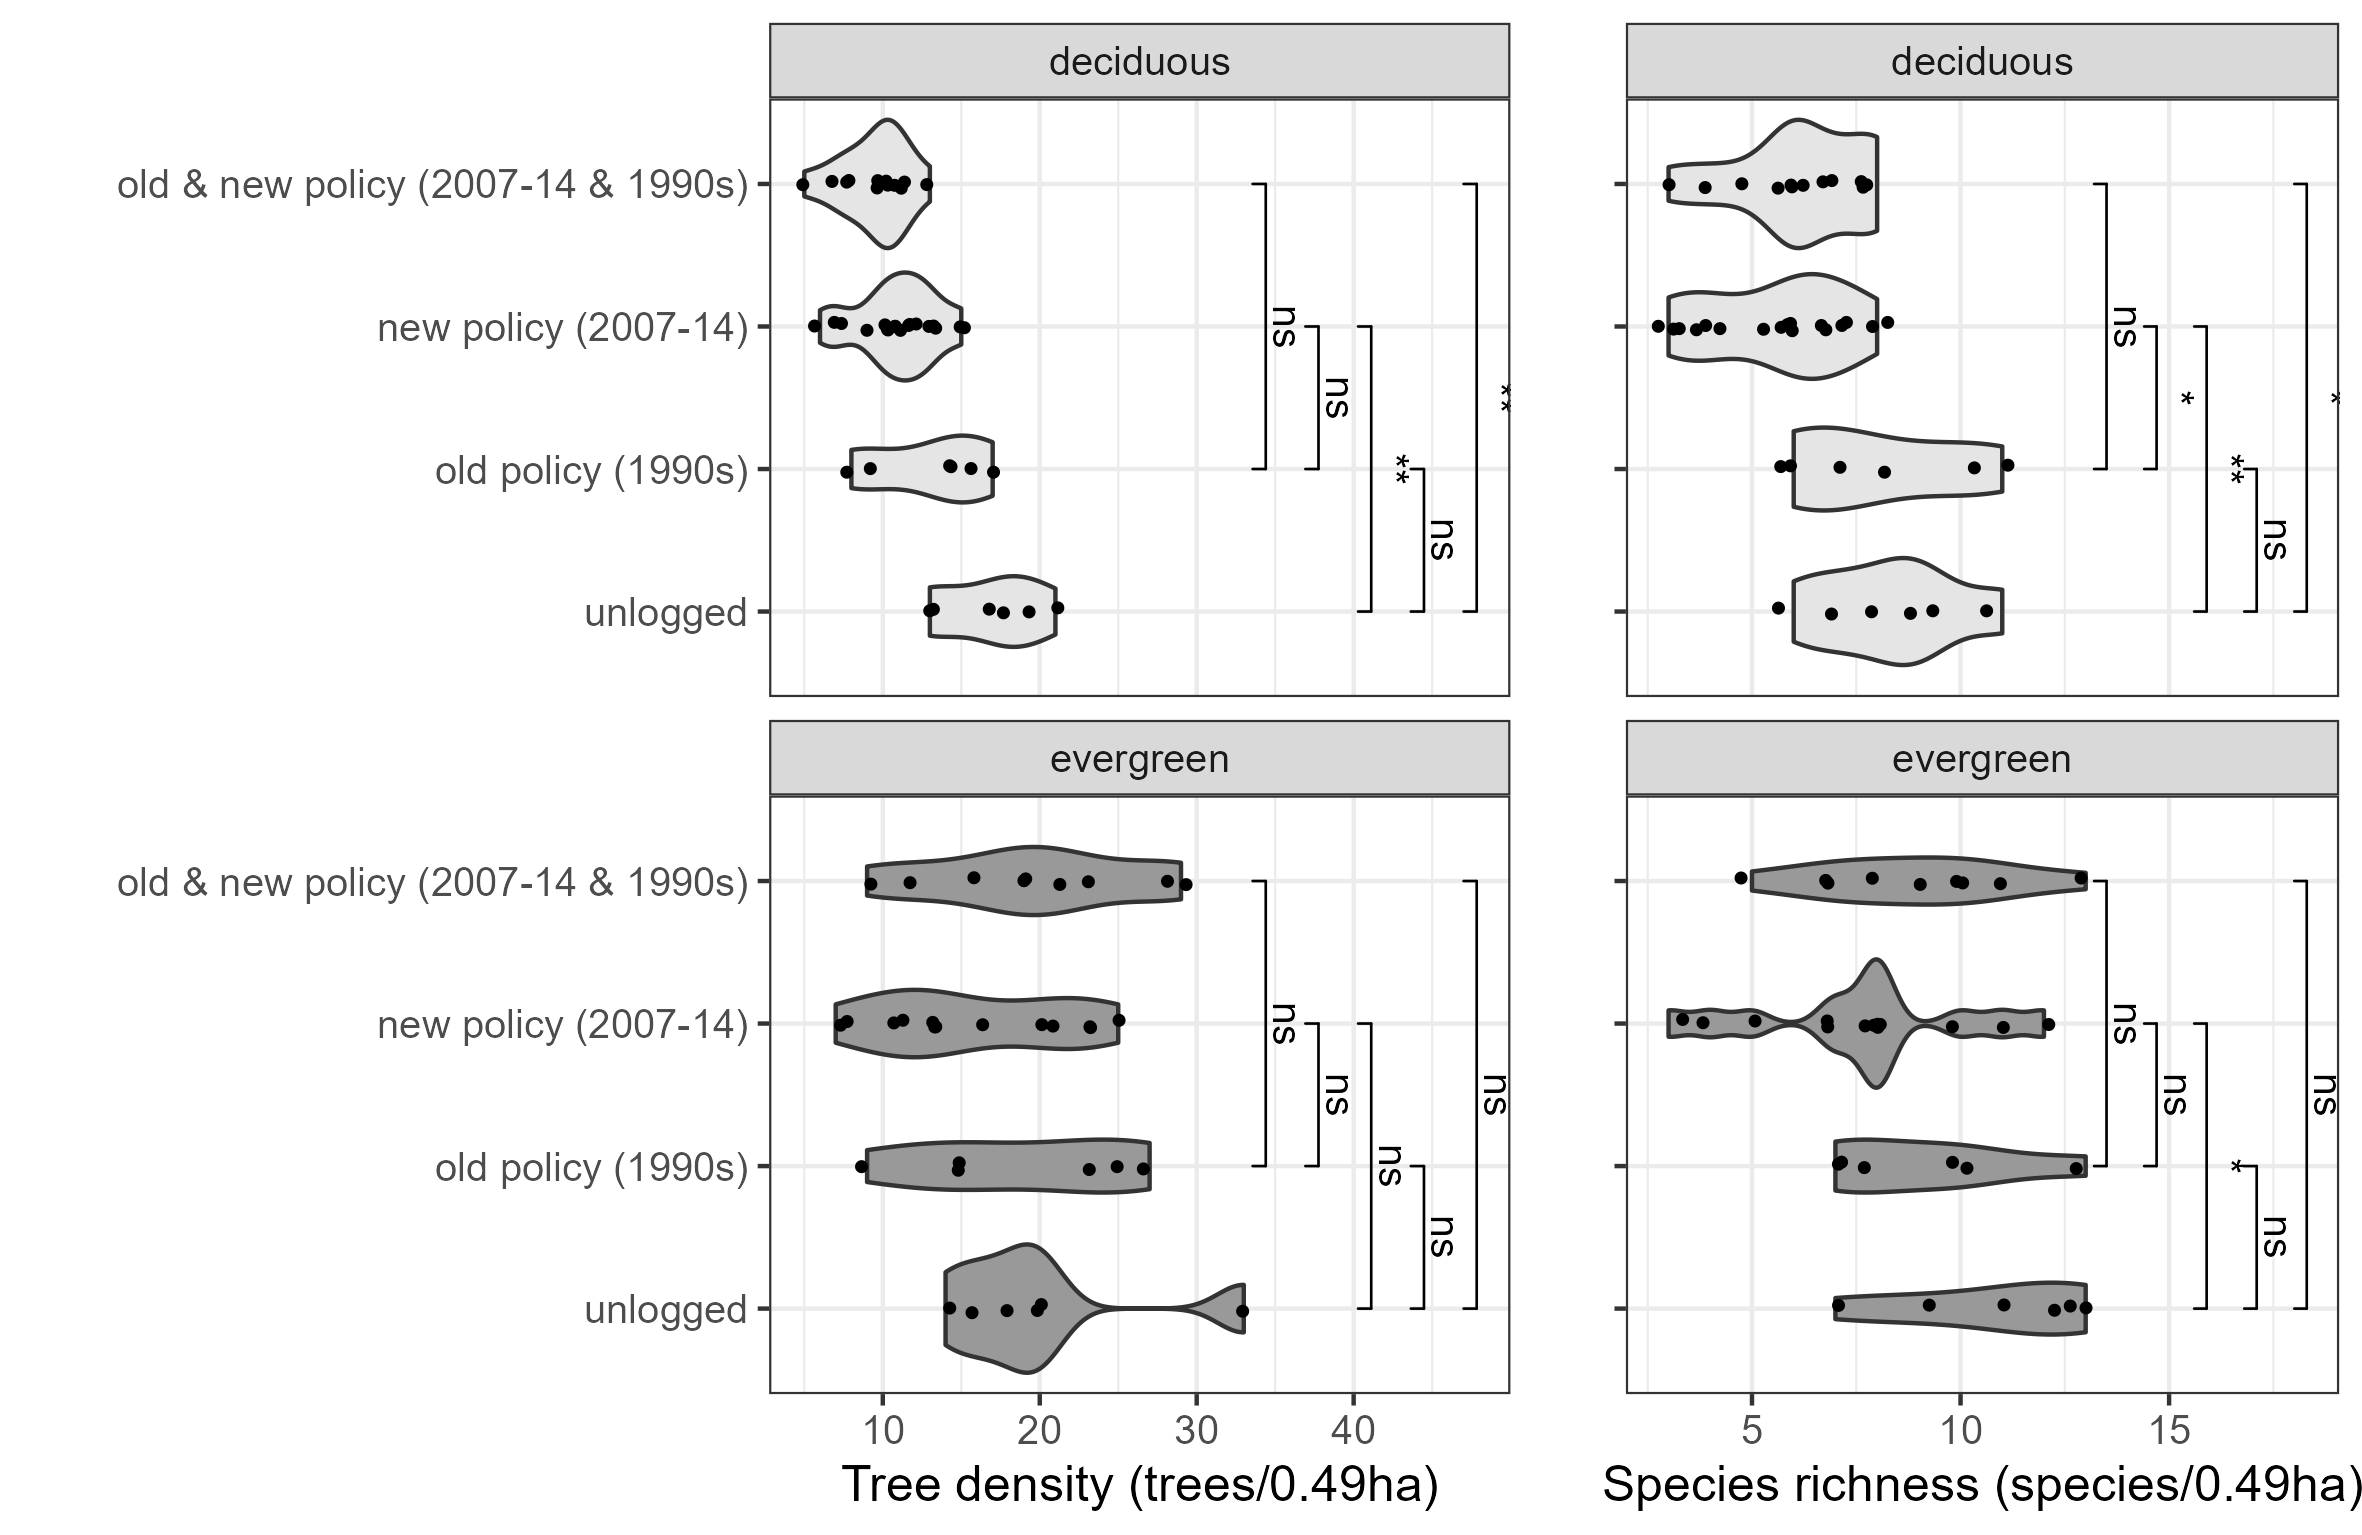 deciduous
deciduous
old & new policy (2007-14 & 1990s)
new policy (2007-14)
old policy (1990s)
unlogged
ns
ns
**
ns
**
ns
*
**
ns
*
evergreen
evergreen
old & new policy (2007-14 & 1990s)
new policy (2007-14)
old policy (1990s)
unlogged
ns
ns
ns
ns
ns
ns
ns
*
ns
ns
10 20 30 40
5 10 15
Tree density (trees/0.49ha)
Species richness (species/0.49ha)